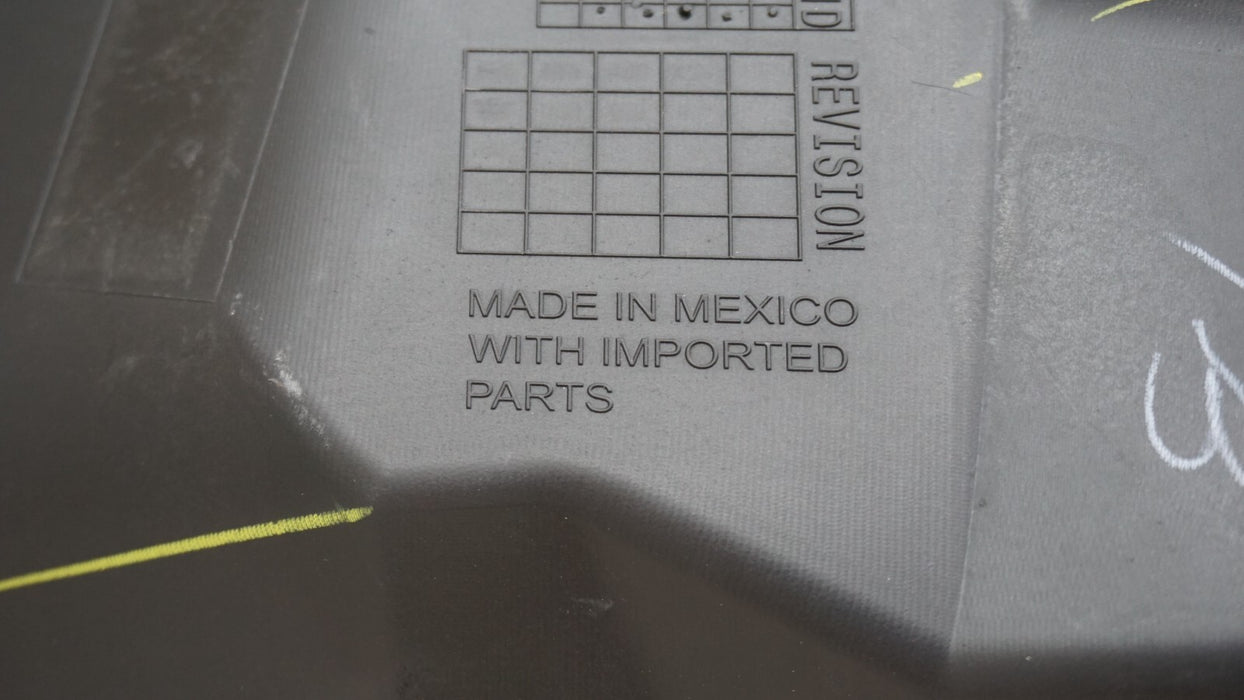 REVISION
MADE IN MEXICO
WITH IMPORTED
PARTS